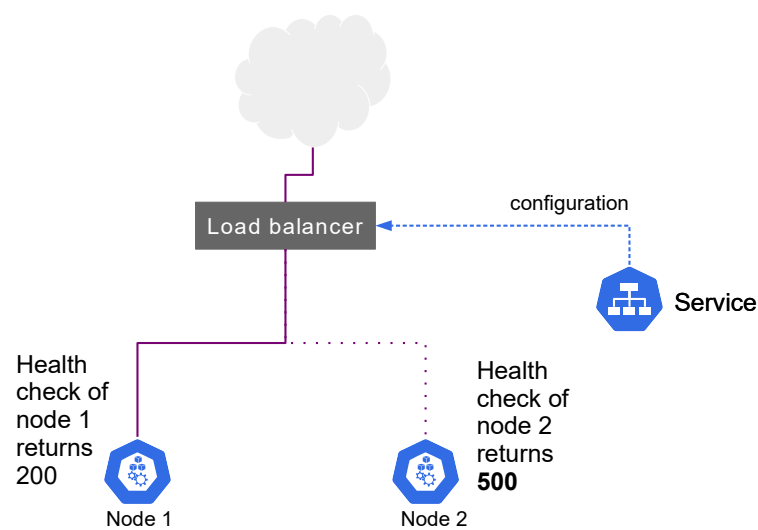 configuration
Load balancer
Service
Health
check of
node 1
returns
200
Health
check of
node 2
returns
500
Node 1
Node 2